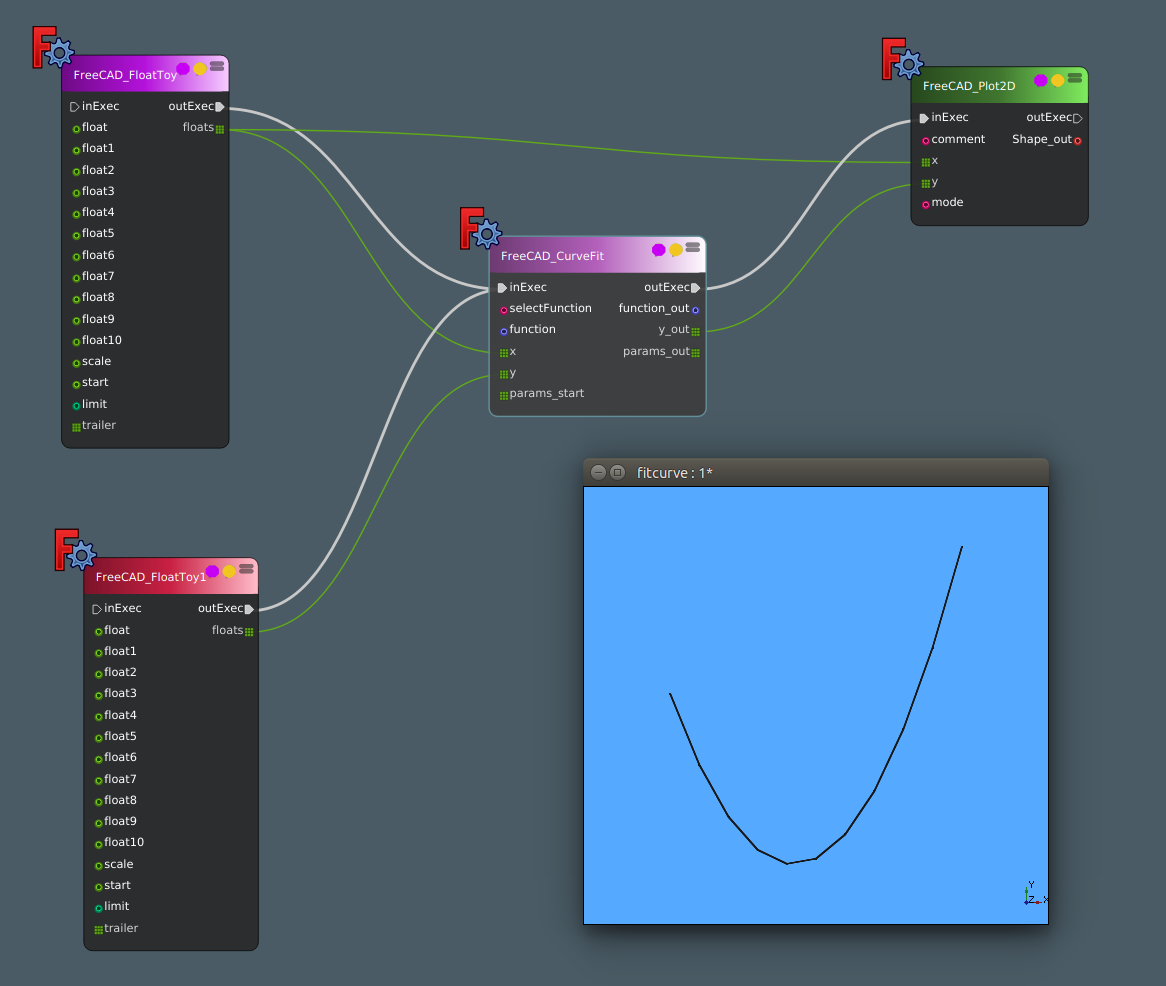 FreeCAD_FloatToy
inExec outExec
float floats
float1
float2
float3
float4
float5
float6
float7
float8
float9
float10
scale
start
limit
trailer
FreeCAD_Plot2D
inExec outExec
comment Shape_out
x
y
mode
FreeCAD_CurveFit
inExec outExec
selectFunction function_out
function y_out
x params_out
y
params_start
FreeCAD_FloatToy1
inExec outExec
float floats
float1
float2
float3
float4
float5
float6
float7
float8
float9
float10
scale
start
limit
trailer
fitcurve : 1*
Y
Z X